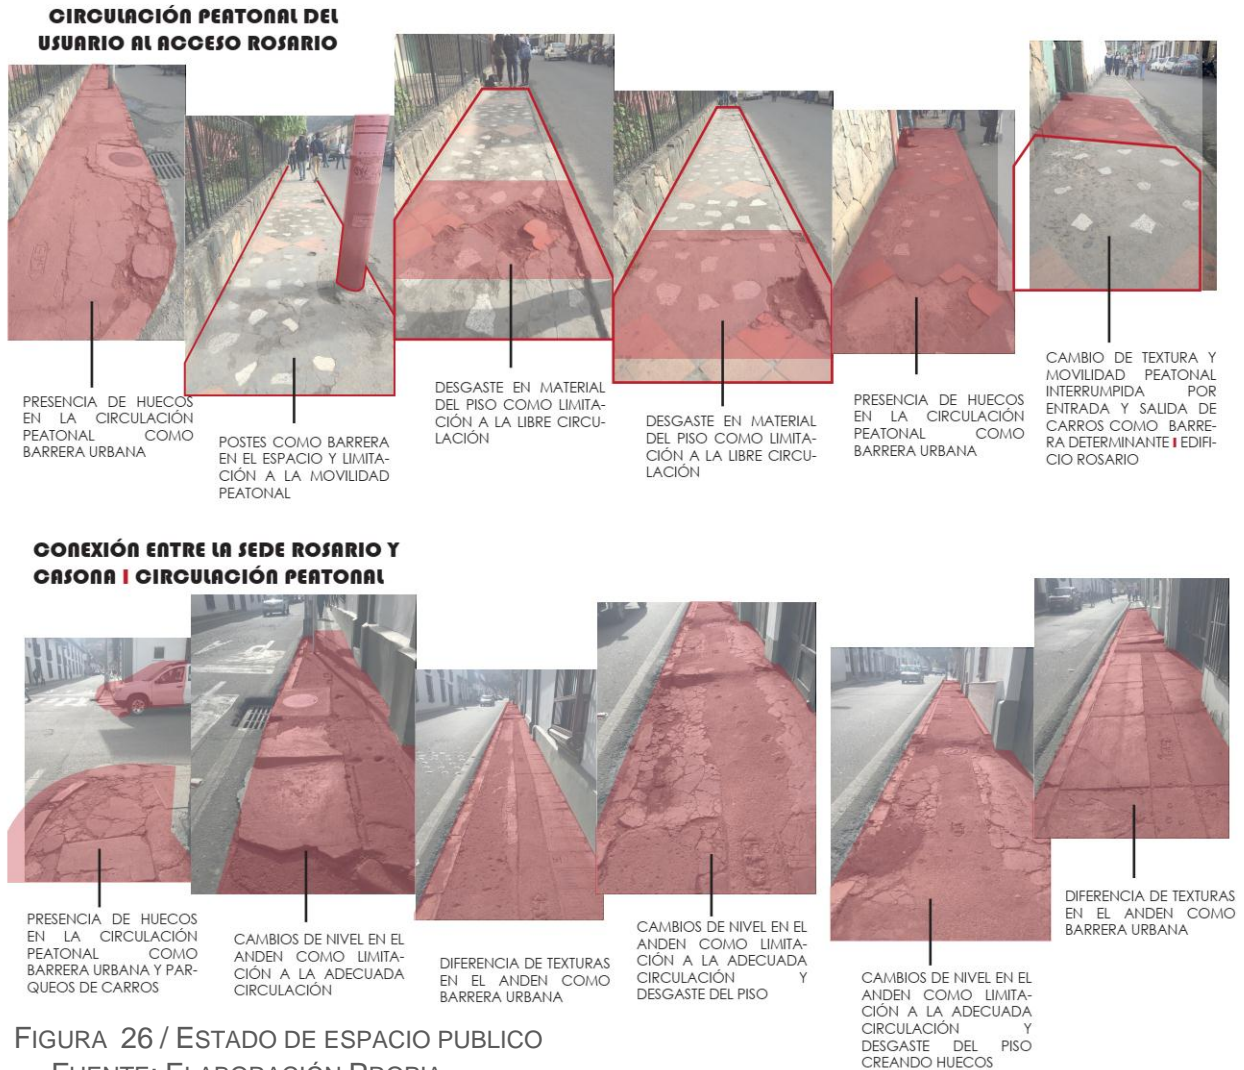 CIRCULACIÓN PEATONAL DEL
USUARIO AL ACCESO ROSARIO
PRESENCIA DE HUECOS
EN LA CIRCULACIÓN
PEATONAL COMO
BARRERA URBANA
POSTES COMO BARRERA
EN EL ESPACIO Y LIMITA-
CIÓN A LA MOVILIDAD
PEATONAL
DESGASTE EN MATERIAL
DEL PISO COMO LIMITA-
CIÓN A LA LIBRE CIRCU-
LACIÓN
DESGASTE EN MATERIAL
DEL PISO COMO LIMITA-
CIÓN A LA LIBRE CIRCU-
LACIÓN
PRESENCIA DE HUECOS
EN LA CIRCULACIÓN
PEATONAL COMO
BARRERA URBANA
CAMBIO DE TEXTURA Y
MOVILIDAD PEATONAL
INTERRUMPIDA POR
ENTRADA Y SALIDA DE
CARROS COMO BARRE-
RA DETERMINANTE I EDIFI-
CIO ROSARIO
CONEXIÓN ENTRE LA SEDE ROSARIO Y
CASONA I CIRCULACIÓN PEATONAL
PRESENCIA DE HUECOS
EN LA CIRCULACIÓN
PEATONAL COMO
BARRERA URBANA Y PAR-
QUEOS DE CARROS
CAMBIOS DE NIVEL EN EL
ANDEN COMO LIMITA-
CIÓN A LA ADECUADA
CIRCULACIÓN
DIFERENCIA DE TEXTURAS
EN EL ANDEN COMO
BARRERA URBANA
CAMBIOS DE NIVEL EN EL
ANDEN COMO LIMITA-
CIÓN A LA ADECUADA
CIRCULACIÓN Y
DESGASTE DEL PISO
CAMBIOS DE NIVEL EN EL
ANDEN COMO LIMITA-
CIÓN A LA ADECUADA
CIRCULACIÓN Y
DESGASTE DEL PISO
CREANDO HUECOS
DIFERENCIA DE TEXTURAS
EN EL ANDEN COMO
BARRERA URBANA
FIGURA 26 / ESTADO DE ESPACIO PUBLICO
FUENTE: ELABORACIÓN PROPIA